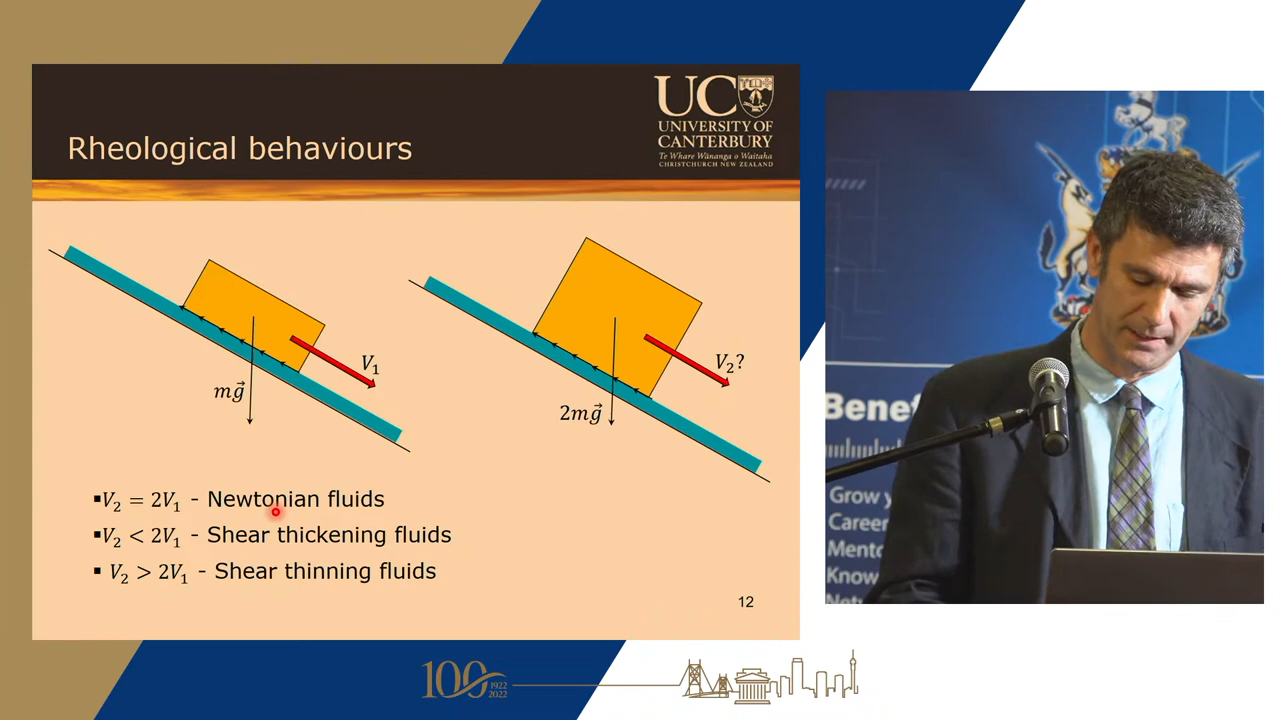 Rheological behaviours
UC
UNIVERSITY OF
CANTERBURY
Te Whare Wānanga o Waitaha
CHRISTCHURCH NEW ZEALAND
V₁
mg⃗
V₂?
2mg⃗
▪V₂ = 2V₁ - Newtonian fluids
▪V₂ < 2V₁ - Shear thickening fluids
▪ V₂ > 2V₁ - Shear thinning fluids
12
Benef
Grow y
Career
Mento
Know
Netw
100
1922
2022